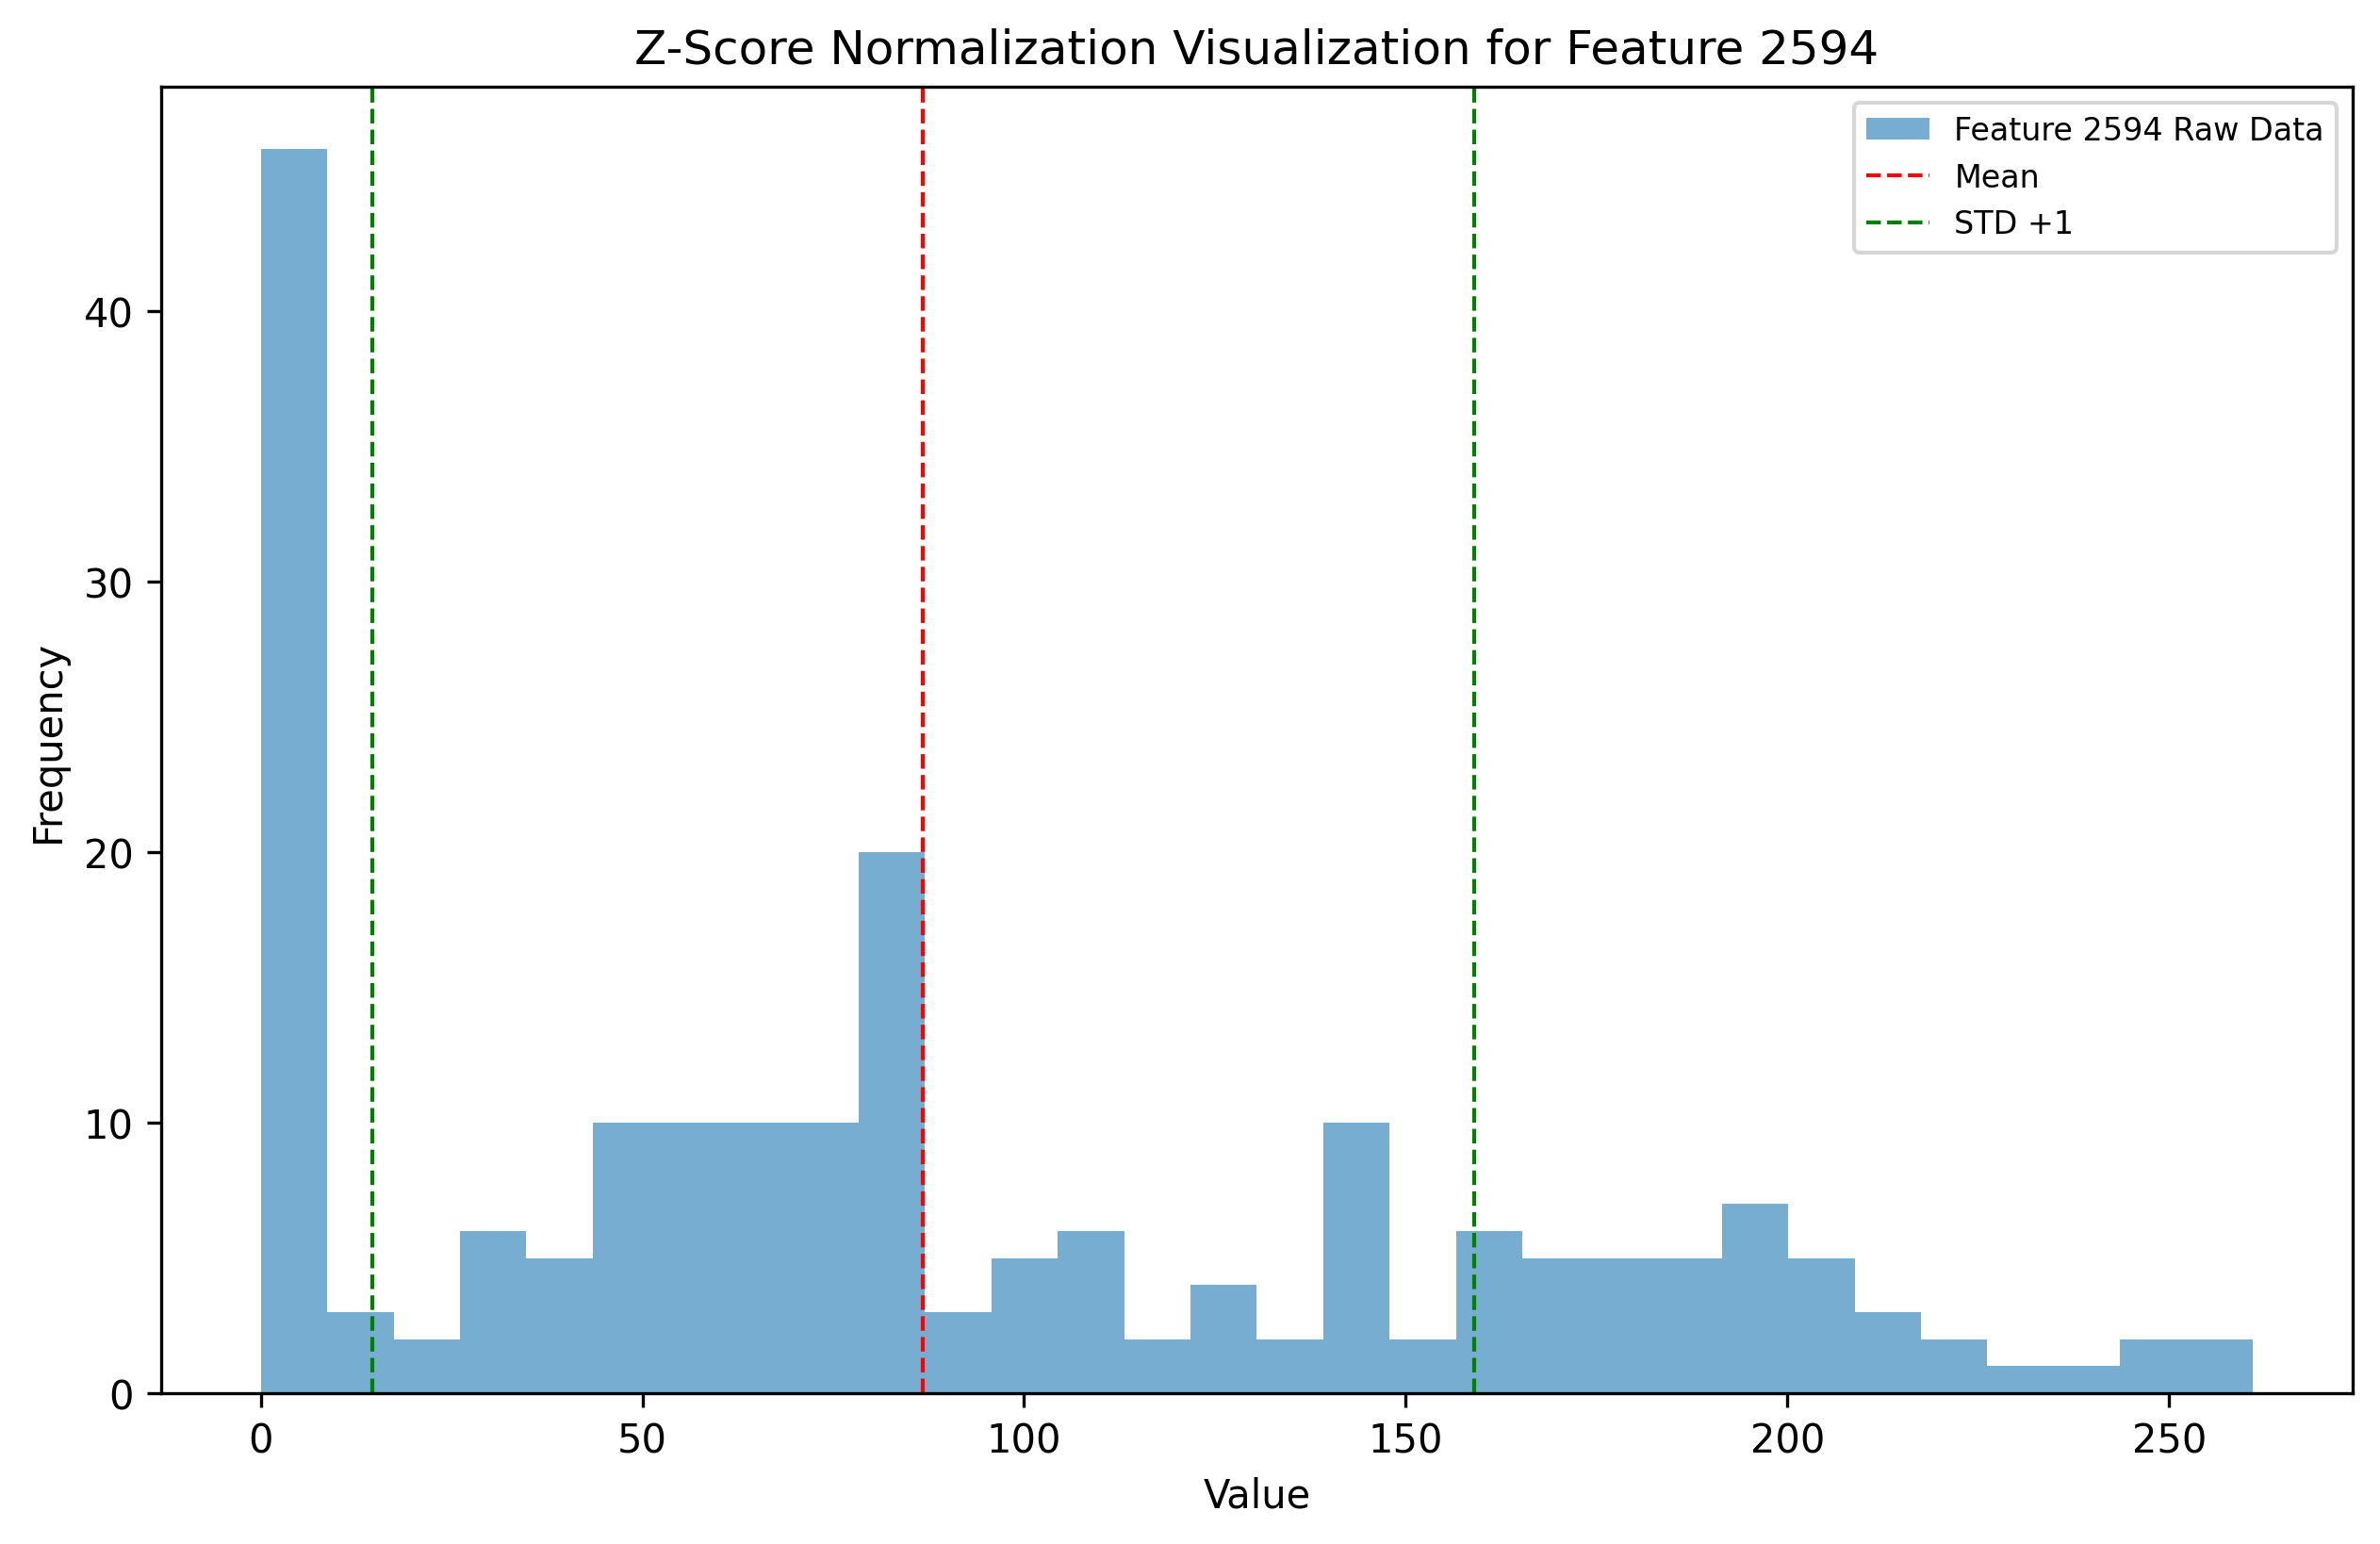 Z-Score Normalization Visualization for Feature 2594
Feature 2594 Raw Data
Mean
STD +1
Frequency
40
30
20
10
0
0 50 100 150 200 250
Value